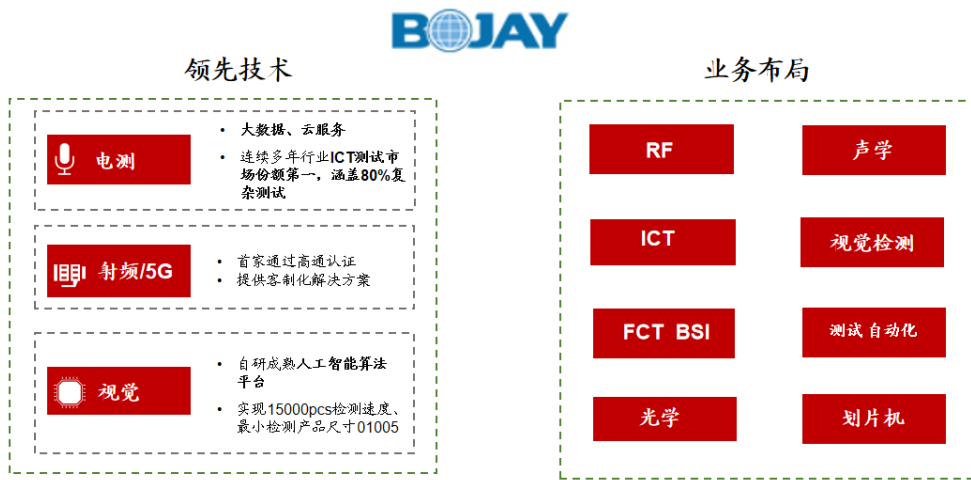 BOJAY
领先技术
电测
• 大数据、云服务
• 连续多年行业ICT测试市
场份额第一，涵盖80%复
杂测试
射频/5G
• 首家通过高通认证
• 提供客制化解决方案
视觉
• 自研成熟人工智能算法
平台
• 实现15000pcs检测速度、
最小检测产品尺寸01005
业务布局
RF
声学
ICT
视觉检测
FCT BSI
测试自动化
光学
划片机